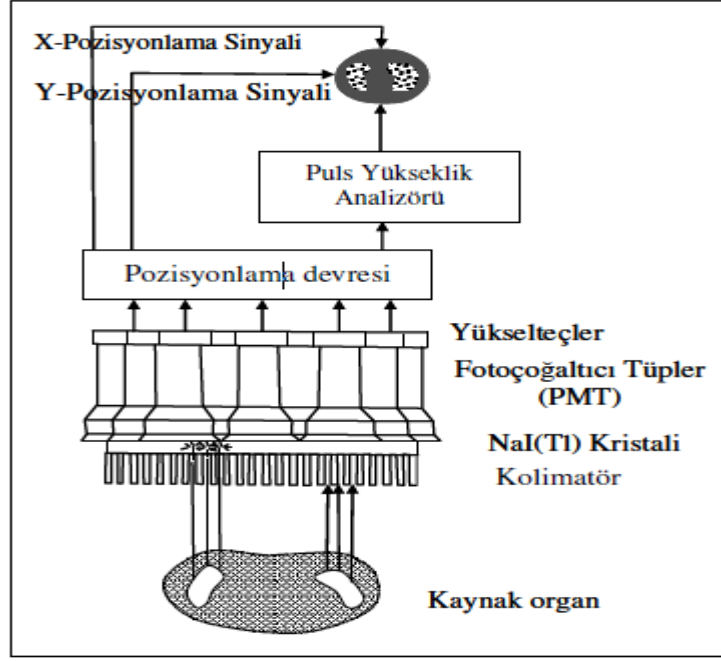 X-Pozisyonlama Sinyali
Y-Pozisyonlama Sinyali
Puls Yükseklik
Analizörü
Pozisyonlama devresi
Yükselteçler
Fotoçoğaltıcı Tüpler
(PMT)
NaI(Tl) Kristali
Kolimatör
Kaynak organ